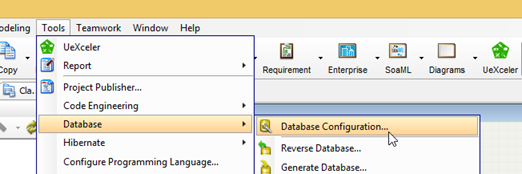 odeling Tools Teamwork Window Help
Copy
UeXceler
Report
Requirement Enterprise SoaML Diagrams UeXceler
Project Publisher...
Cla...
Code Engineering
Database
Database Configuration...
Hibernate
Reverse Database...
Configure Programming Language...
Generate Database...